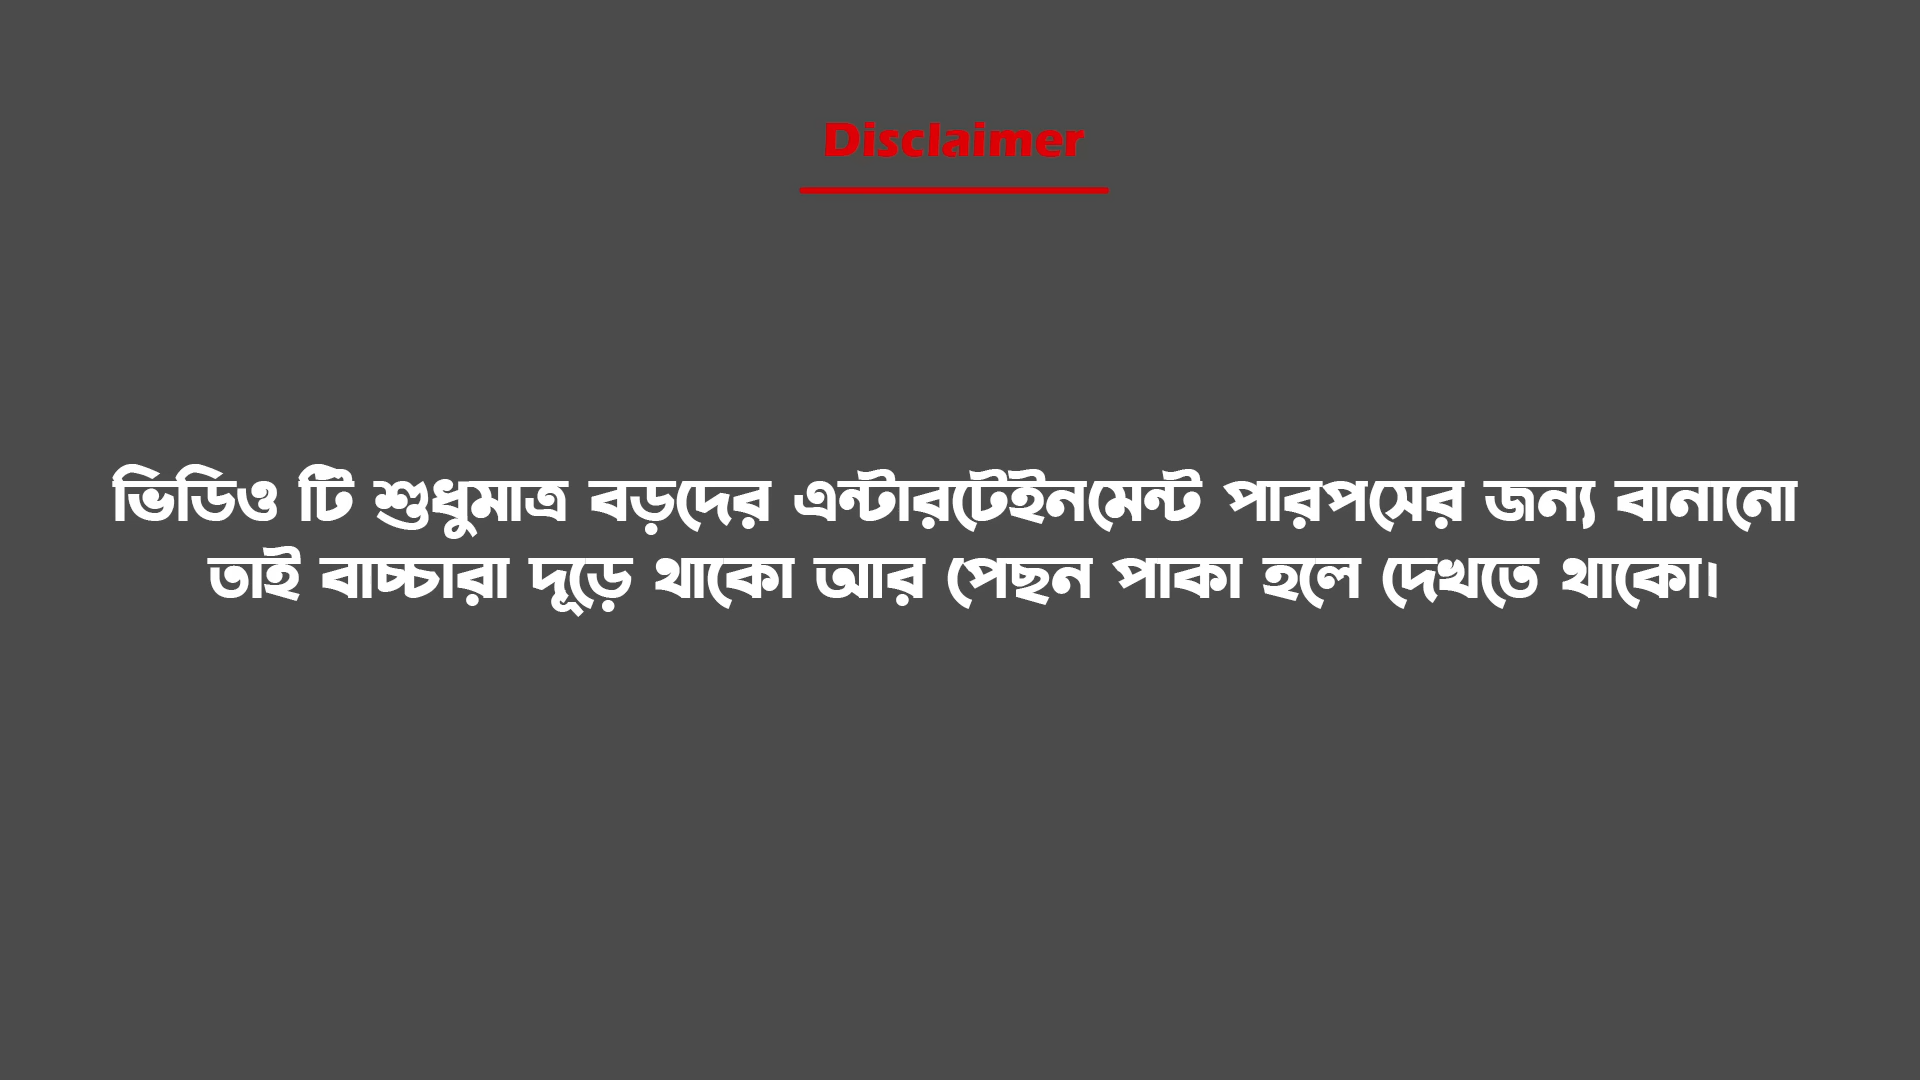 Disclaimer
ভিডিও টি শুধুমাত্র বড়দের এন্টারটেইনমেন্ট পারপসের জন্য বানানো
তাই বাচ্চারা দূড়ে থাকো আর পেছন পাকা হলে দেখতে থাকো।